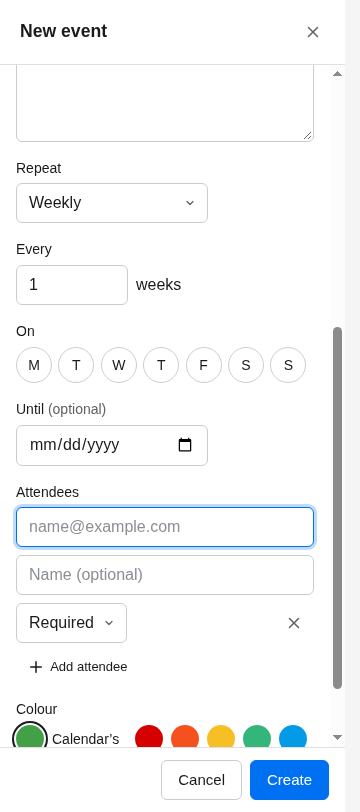 New event
Repeat
Weekly
Every
1 weeks
On
M T W T F S S
Until (optional)
mm/dd/yyyy
Attendees
name@example.com
Name (optional)
Required
Add attendee
Colour
Calendar's
Cancel Create